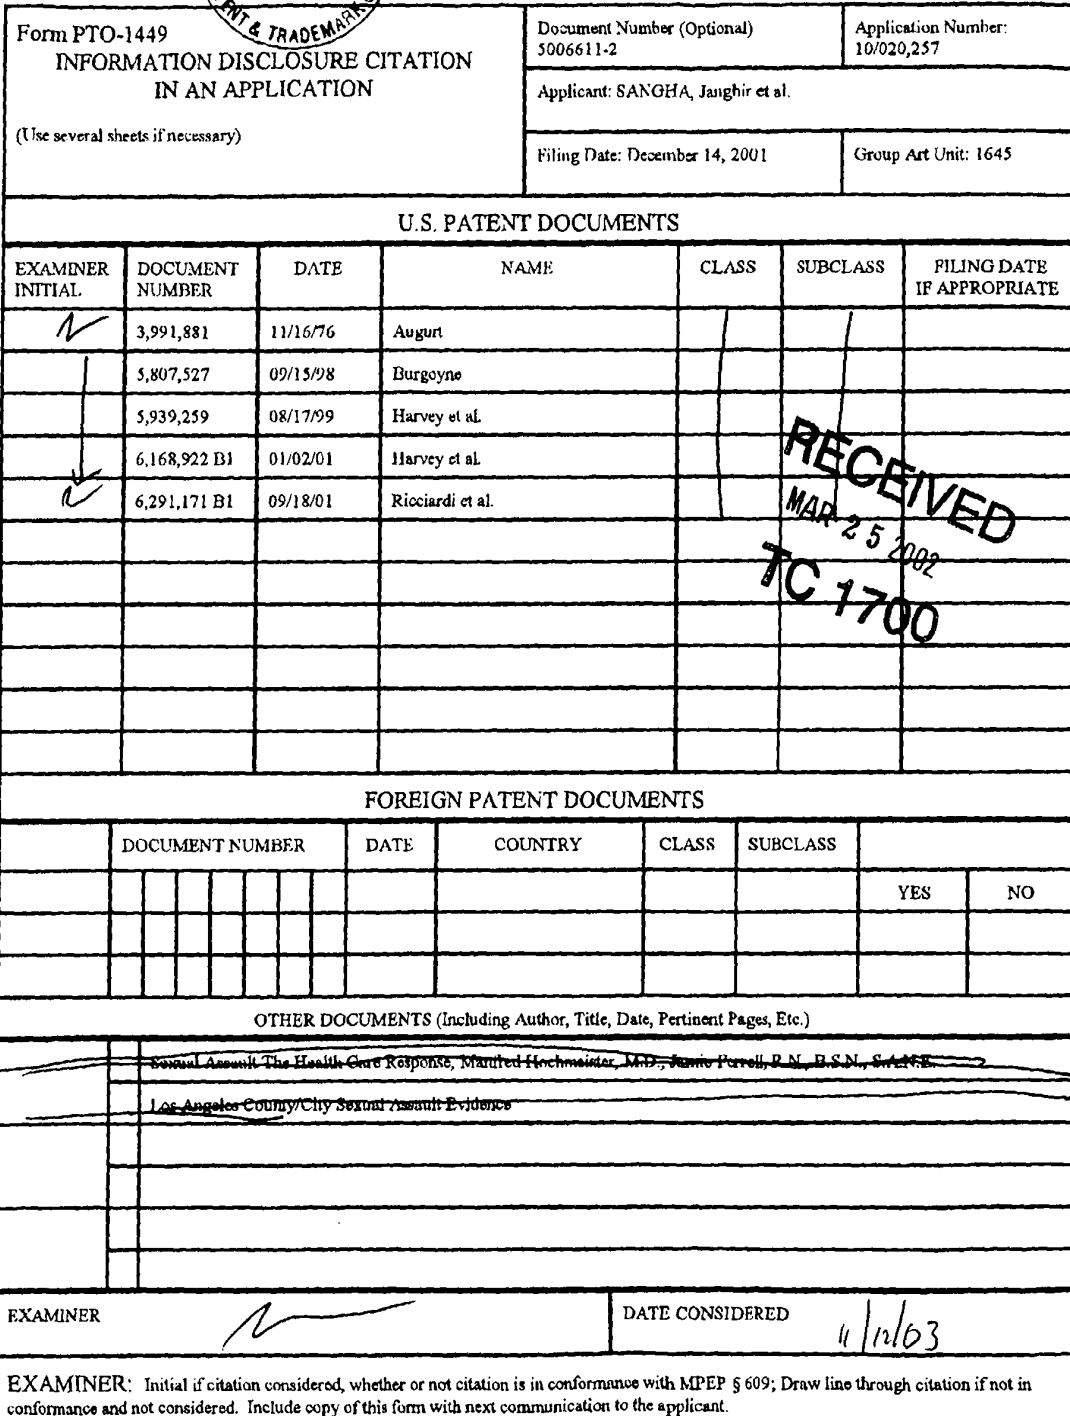 ENT & TRADEMARK
Form PTO-1449
INFORMATION DISCLOSURE CITATION
IN AN APPLICATION
(Use several sheets if necessary)
Document Number (Optional)
5006611-2
Application Number:
10/020,257
Applicant: SANGHA, Janghir et al.
Filing Date: December 14, 2001
Group Art Unit: 1645
U.S. PATENT DOCUMENTS
EXAMINER INITIAL DOCUMENT NUMBER DATE NAME CLASS SUBCLASS FILING DATE IF APPROPRIATE
3,991,881 11/16/76 Augurt
5,807,527 09/15/98 Burgoyne
5,939,259 08/17/99 Harvey et al.
6,168,922 B1 01/02/01 Harvey et al.
6,291,171 B1 09/18/01 Ricciardi et al.
RECEIVED
MAR 25 2002
TC 1700
FOREIGN PATENT DOCUMENTS
DOCUMENT NUMBER DATE COUNTRY CLASS SUBCLASS
YES NO
OTHER DOCUMENTS (Including Author, Title, Date, Pertinent Pages, Etc.)
Sexual Assault The Health Care Response, Manfred Hochmeister, M.D., Jamie Ferrell, R.N., B.S.N., S.A.N.E.
Los Angeles County/City Sexual Assault Evidence
EXAMINER
DATE CONSIDERED 11/12/03
EXAMINER: Initial if citation considered, whether or not citation is in conformance with MPEP § 609; Draw line through citation if not in
conformance and not considered. Include copy of this form with next communication to the applicant.